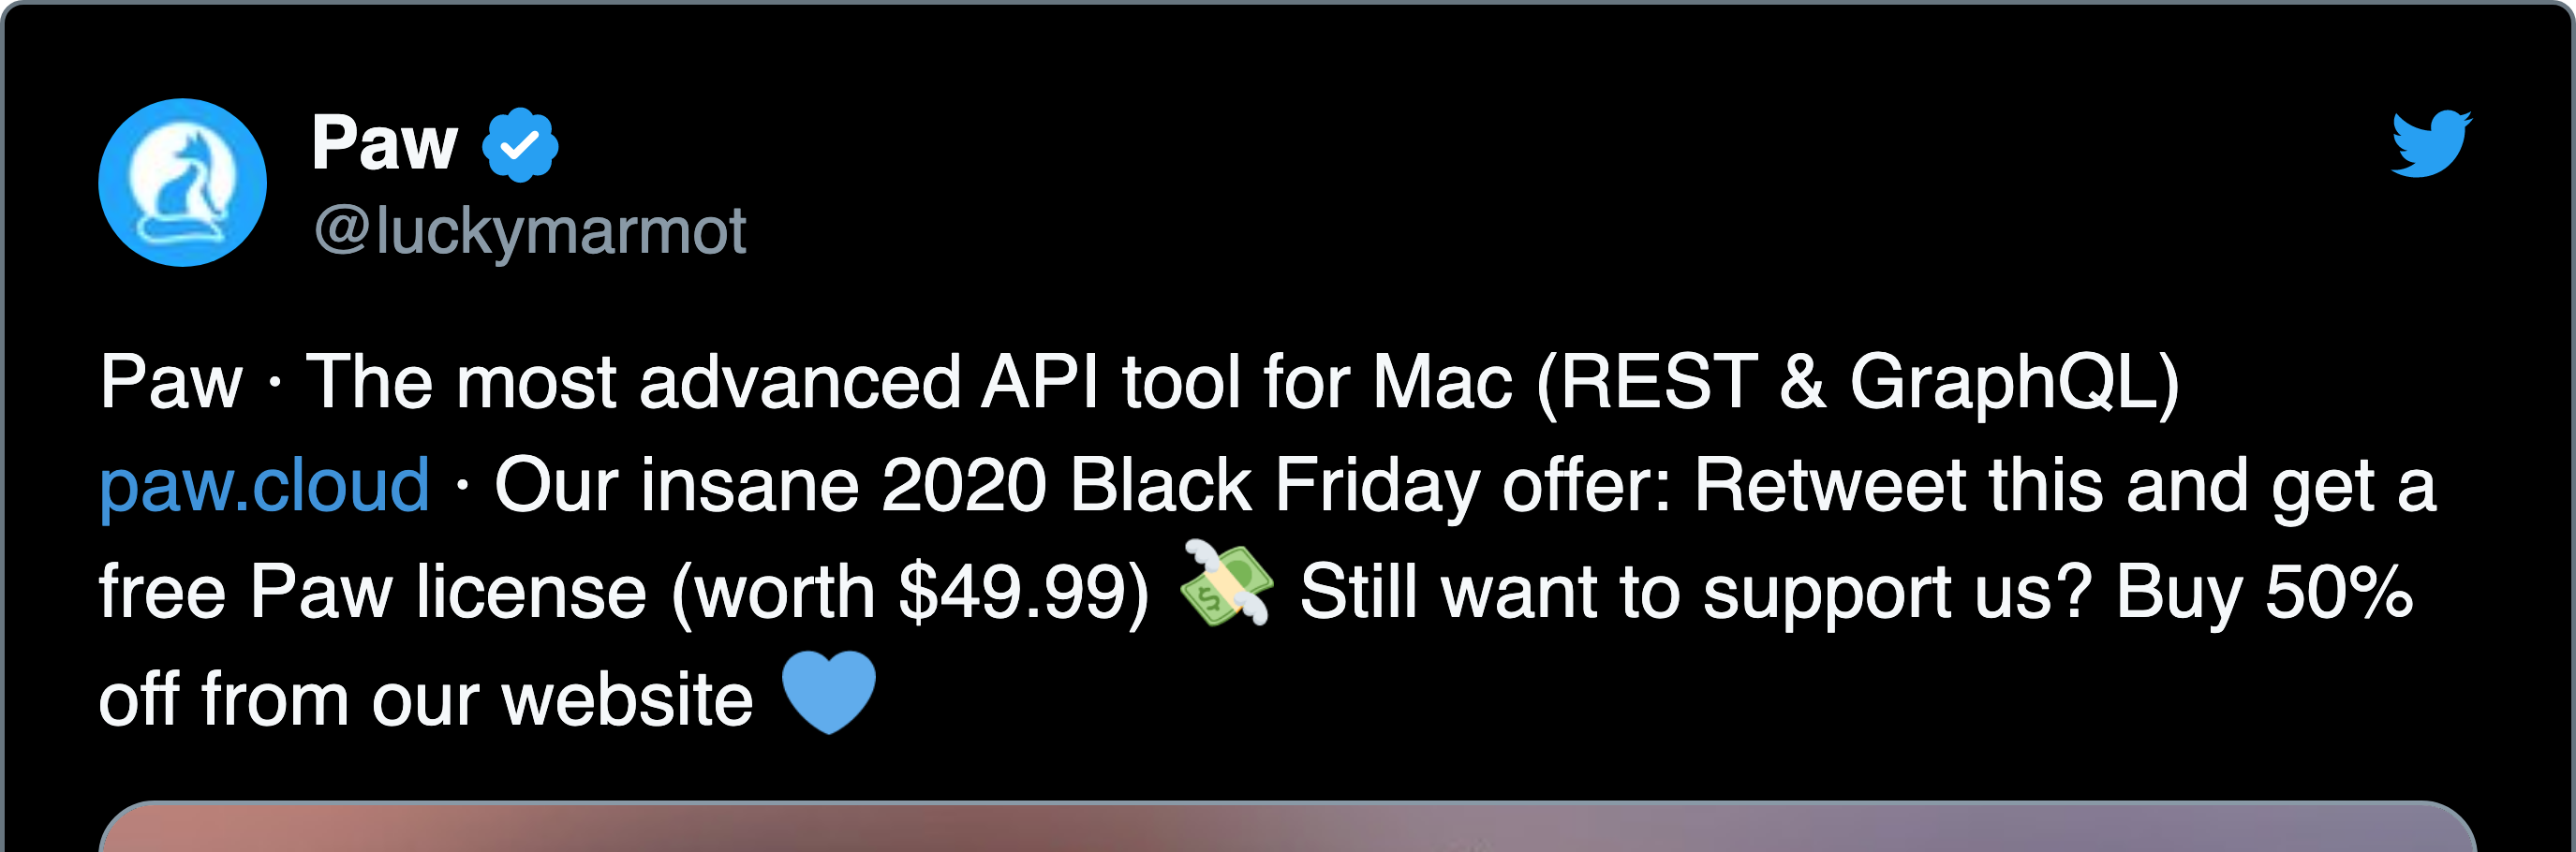 Paw
@luckymarmot
Paw · The most advanced API tool for Mac (REST & GraphQL)
paw.cloud · Our insane 2020 Black Friday offer: Retweet this and get a
free Paw license (worth $49.99) 💸 Still want to support us? Buy 50%
off from our website 💙